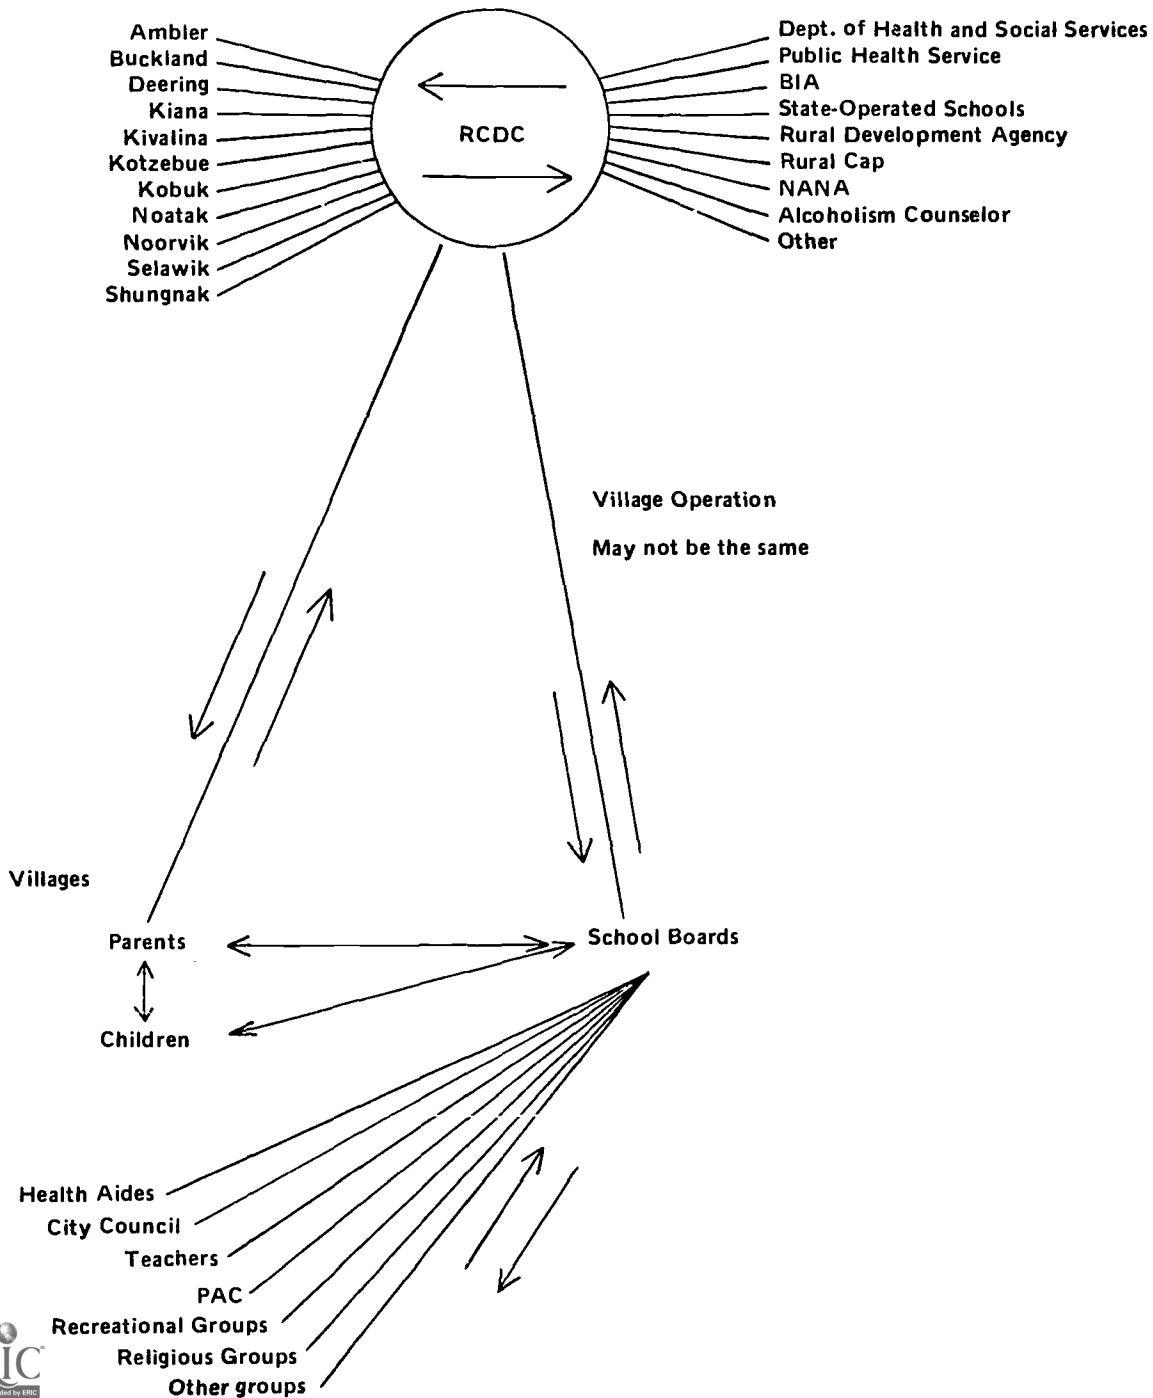 Ambler
Buckland
Deering
Kiana
Kivalina
Kotzebue
Kobuk
Noatak
Noorvik
Selawik
Shungnak
RCDC
Dept. of Health and Social Services
Public Health Service
BIA
State-Operated Schools
Rural Development Agency
Rural Cap
NANA
Alcoholism Counselor
Other
Village Operation
May not be the same
Villages
Parents
School Boards
Children
Health Aides
City Council
Teachers
PAC
Recreational Groups
Religious Groups
Other groups